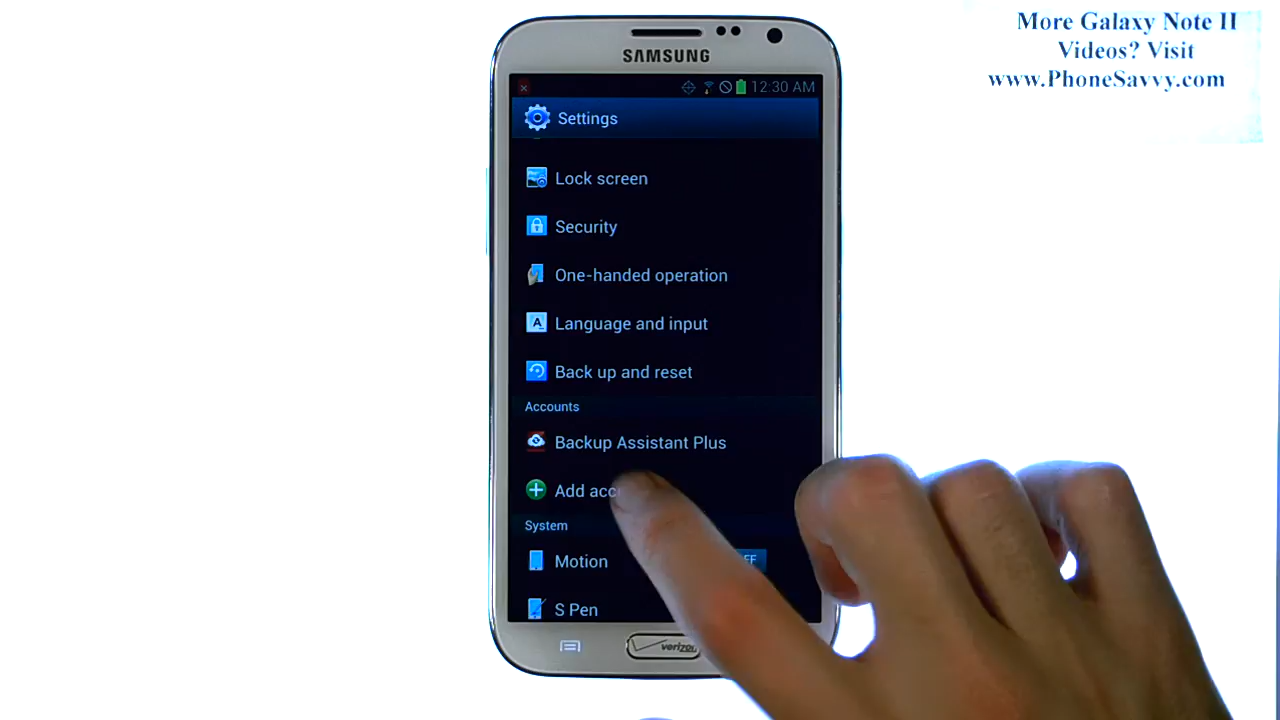 More Galaxy Note II
Videos? Visit
www.PhoneSavvy.com
SAMSUNG
12:30 AM
Settings
Lock screen
Security
One-handed operation
Language and input
Back up and reset
Accounts
Backup Assistant Plus
Add
System
Motion
S Pen